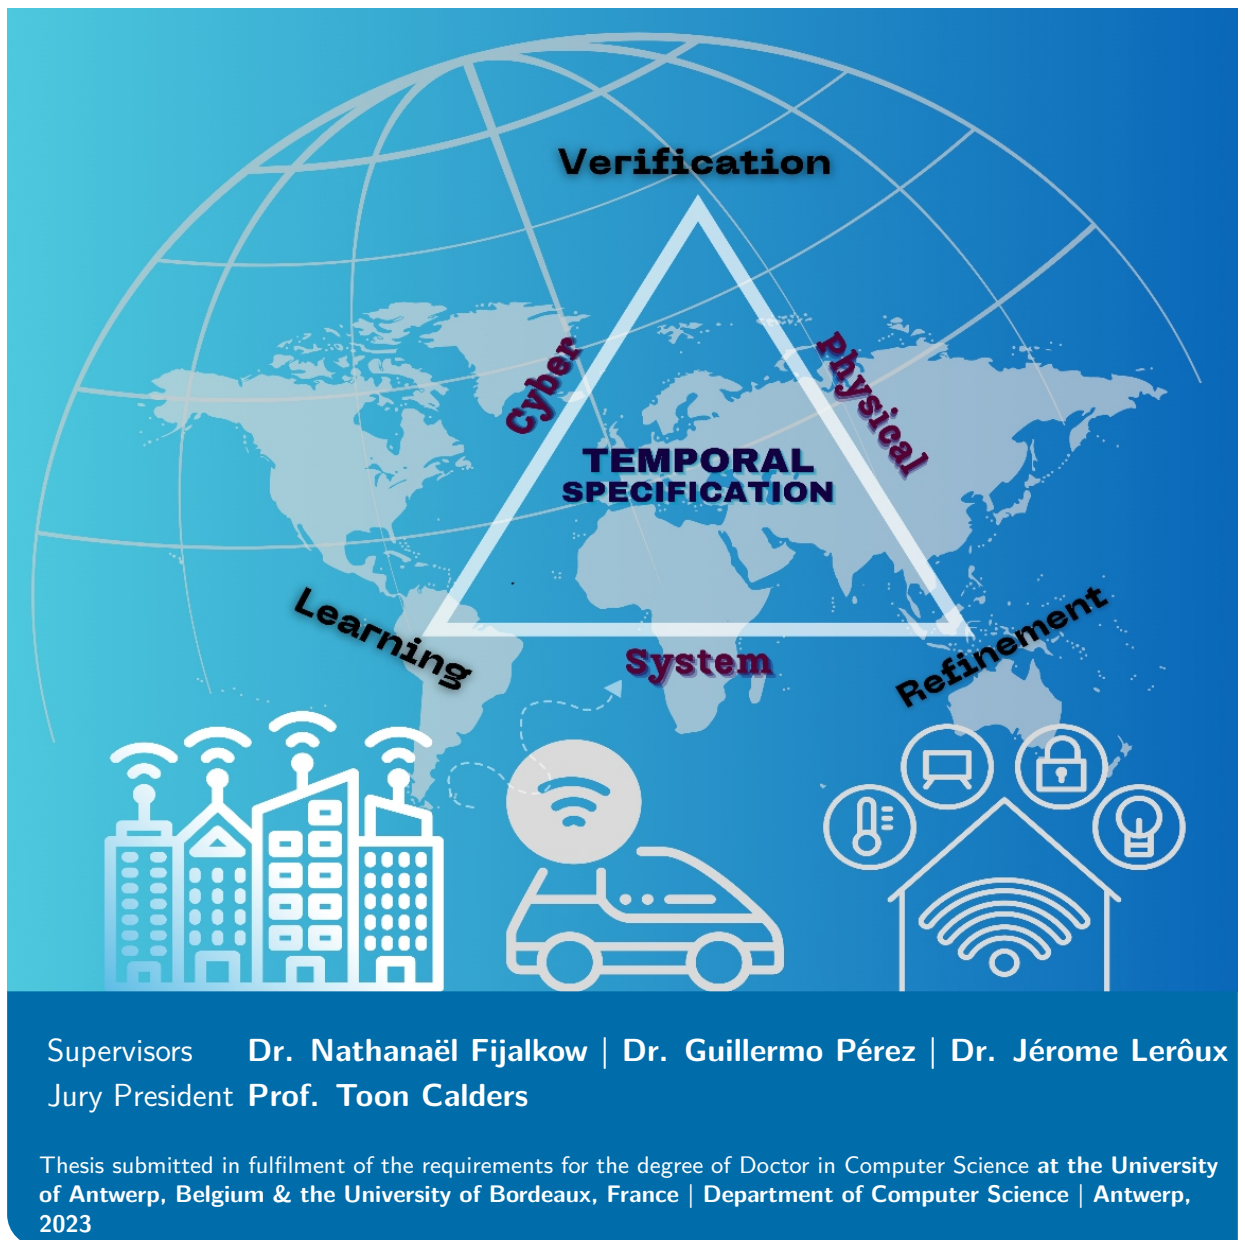 Verification
Cyber
Physical
TEMPORAL
SPECIFICATION
Learning
System
Refinement
Supervisors Dr. Nathanaël Fijalkow | Dr. Guillermo Pérez | Dr. Jérome Lerôux
Jury President Prof. Toon Calders
Thesis submitted in fulfilment of the requirements for the degree of Doctor in Computer Science at the University
of Antwerp, Belgium & the University of Bordeaux, France | Department of Computer Science | Antwerp,
2023